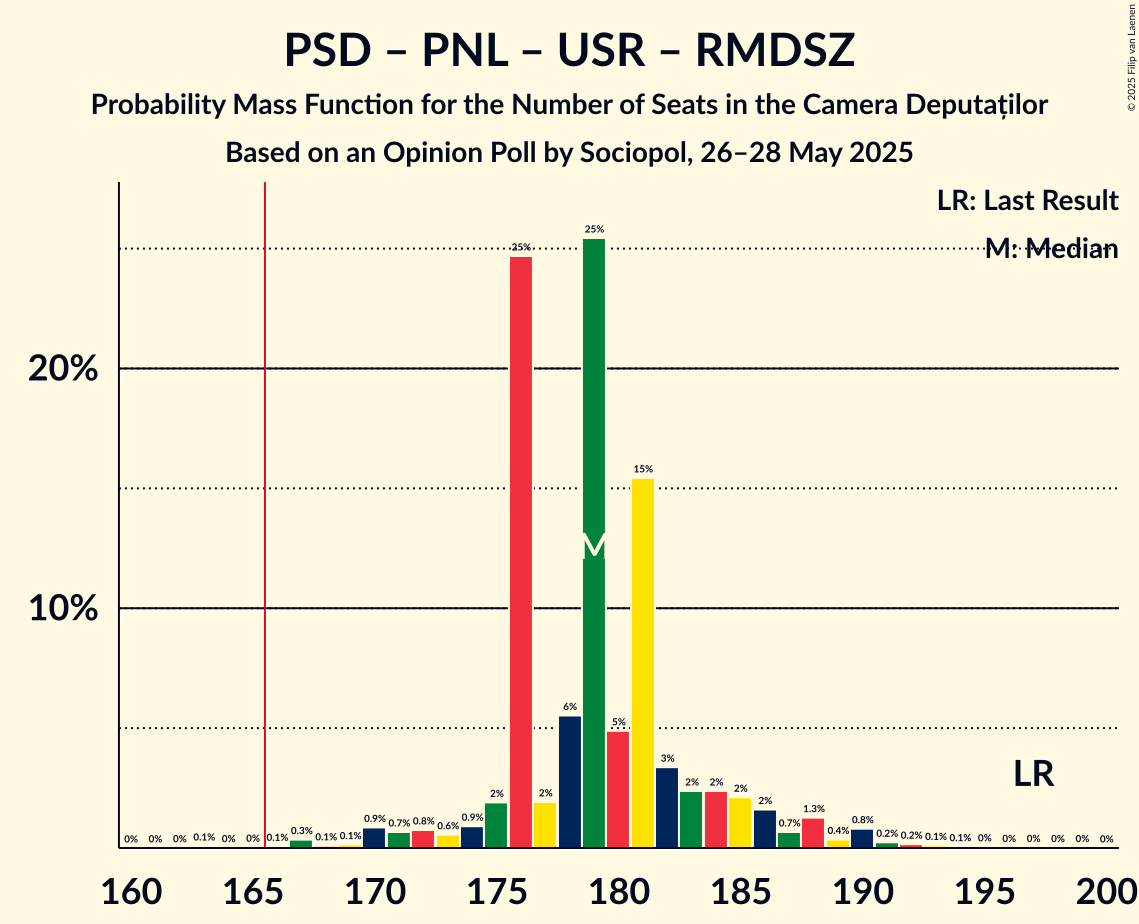 PSD – PNL – USR – RMDSZ
Probability Mass Function for the Number of Seats in the Camera Deputaților
Based on an Opinion Poll by Sociopol, 26–28 May 2025
© 2025 Filip van Laenen
LR: Last Result
M: Median
20%
10%
0% 0% 0% 0.1% 0% 0% 0.1% 0.3% 0.1% 0.1% 0.9% 0.7% 0.8% 0.6% 0.9% 2% 25% 2% 6% 25% 5% 15% 3% 2% 2% 2% 2% 0.7% 1.3% 0.4% 0.8% 0.2% 0.2% 0.1% 0.1% 0% 0% 0% 0% 0% 0%
M
LR
160 165 170 175 180 185 190 195 200